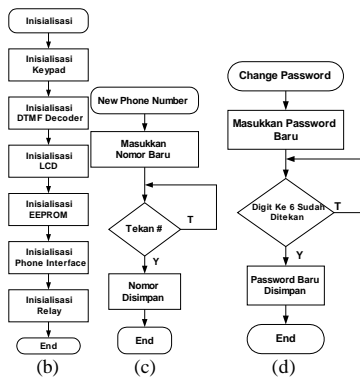 Inisialisasi
Inisialisasi
Keypad
Inisialisasi
DTMF Decoder
Inisialisasi
LCD
Inisialisasi
EEPROM
Inisialisasi
Phone Interface
Inisialisasi
Relay
End
(b)
New Phone Number
Masukkan
Nomor Baru
Tekan #
T
Y
Nomor
Disimpan
End
(c)
Change Password
Masukkan Password
Baru
Digit Ke 6 Sudah
Ditekan
T
Y
Password Baru
Disimpan
End
(d)